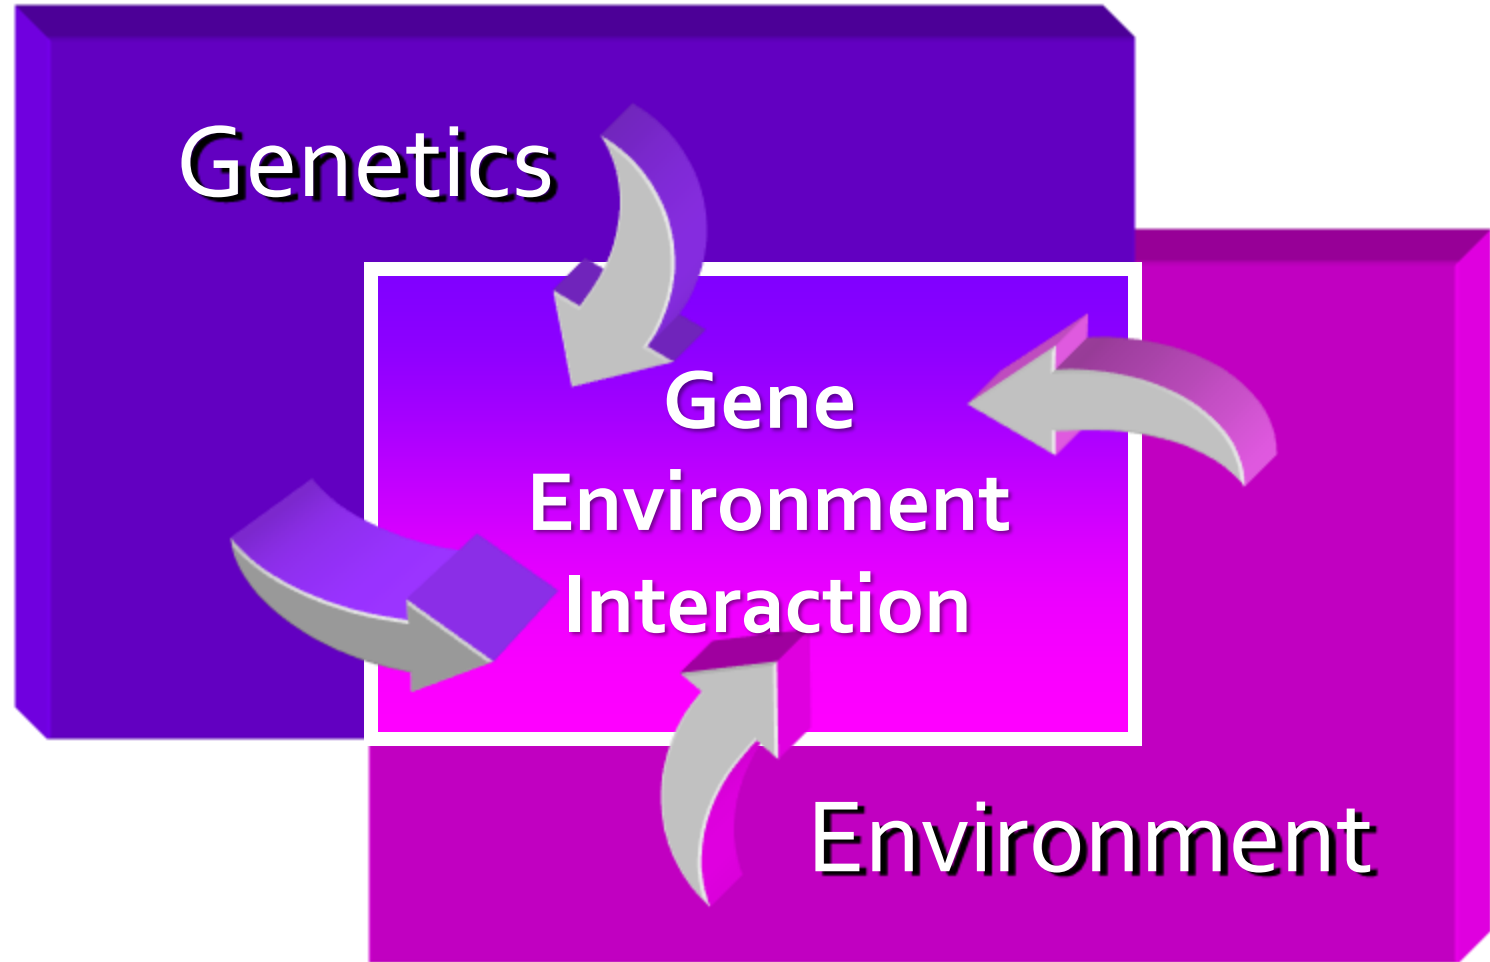 Genetics
Gene
Environment
Interaction
Environment